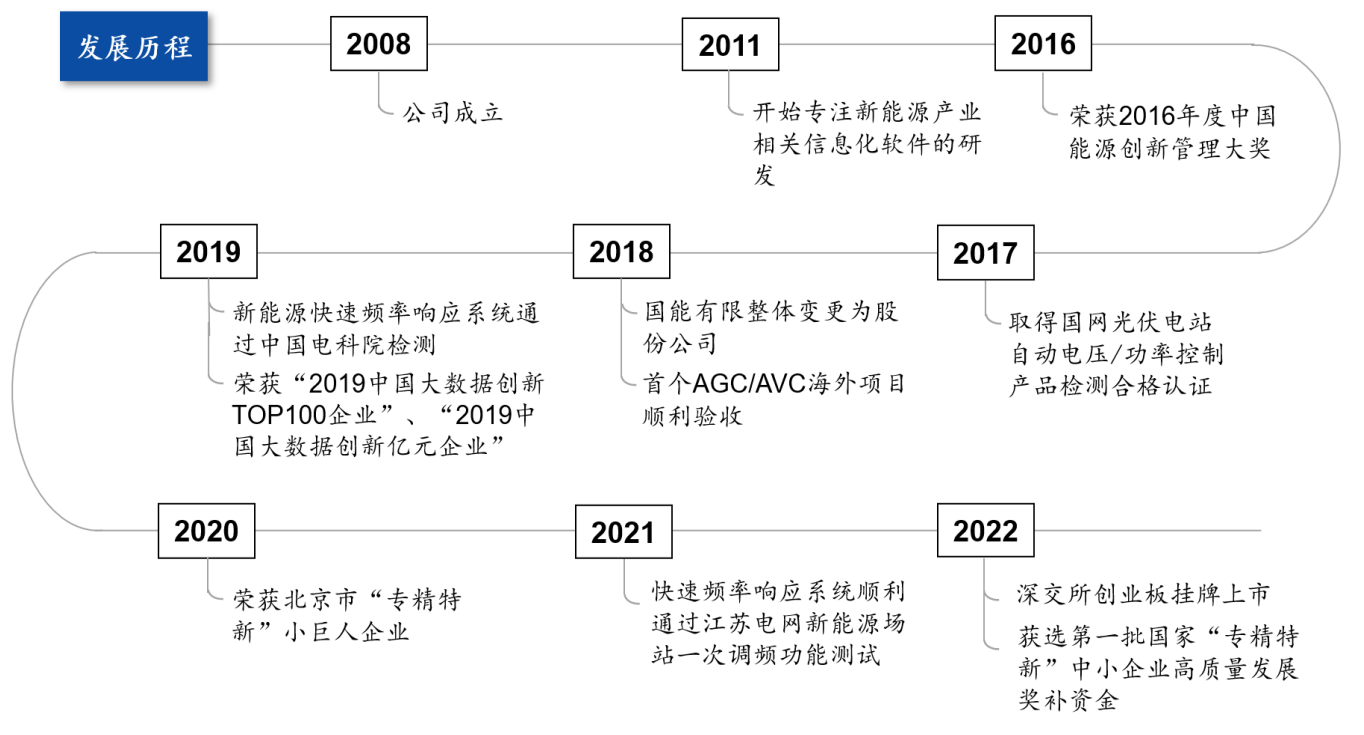 发展历程
2008
公司成立
2011
开始专注新能源产业
相关信息化软件的研
发
2016
荣获2016年度中国
能源创新管理大奖
2017
取得国网光伏电站
自动电压/功率控制
产品检测合格认证
2018
国能有限整体变更为股
份公司
首个AGC/AVC海外项目
顺利验收
2019
新能源快速频率响应系统通
过中国电科院检测
荣获“2019中国大数据创新
TOP100企业”、“2019中
国大数据创新亿元企业”
2020
荣获北京市“专精特
新”小巨人企业
2021
快速频率响应系统顺利
通过江苏电网新能源场
站一次调频功能测试
2022
深交所创业板挂牌上市
获选第一批国家“专精特
新”中小企业高质量发展
奖补资金